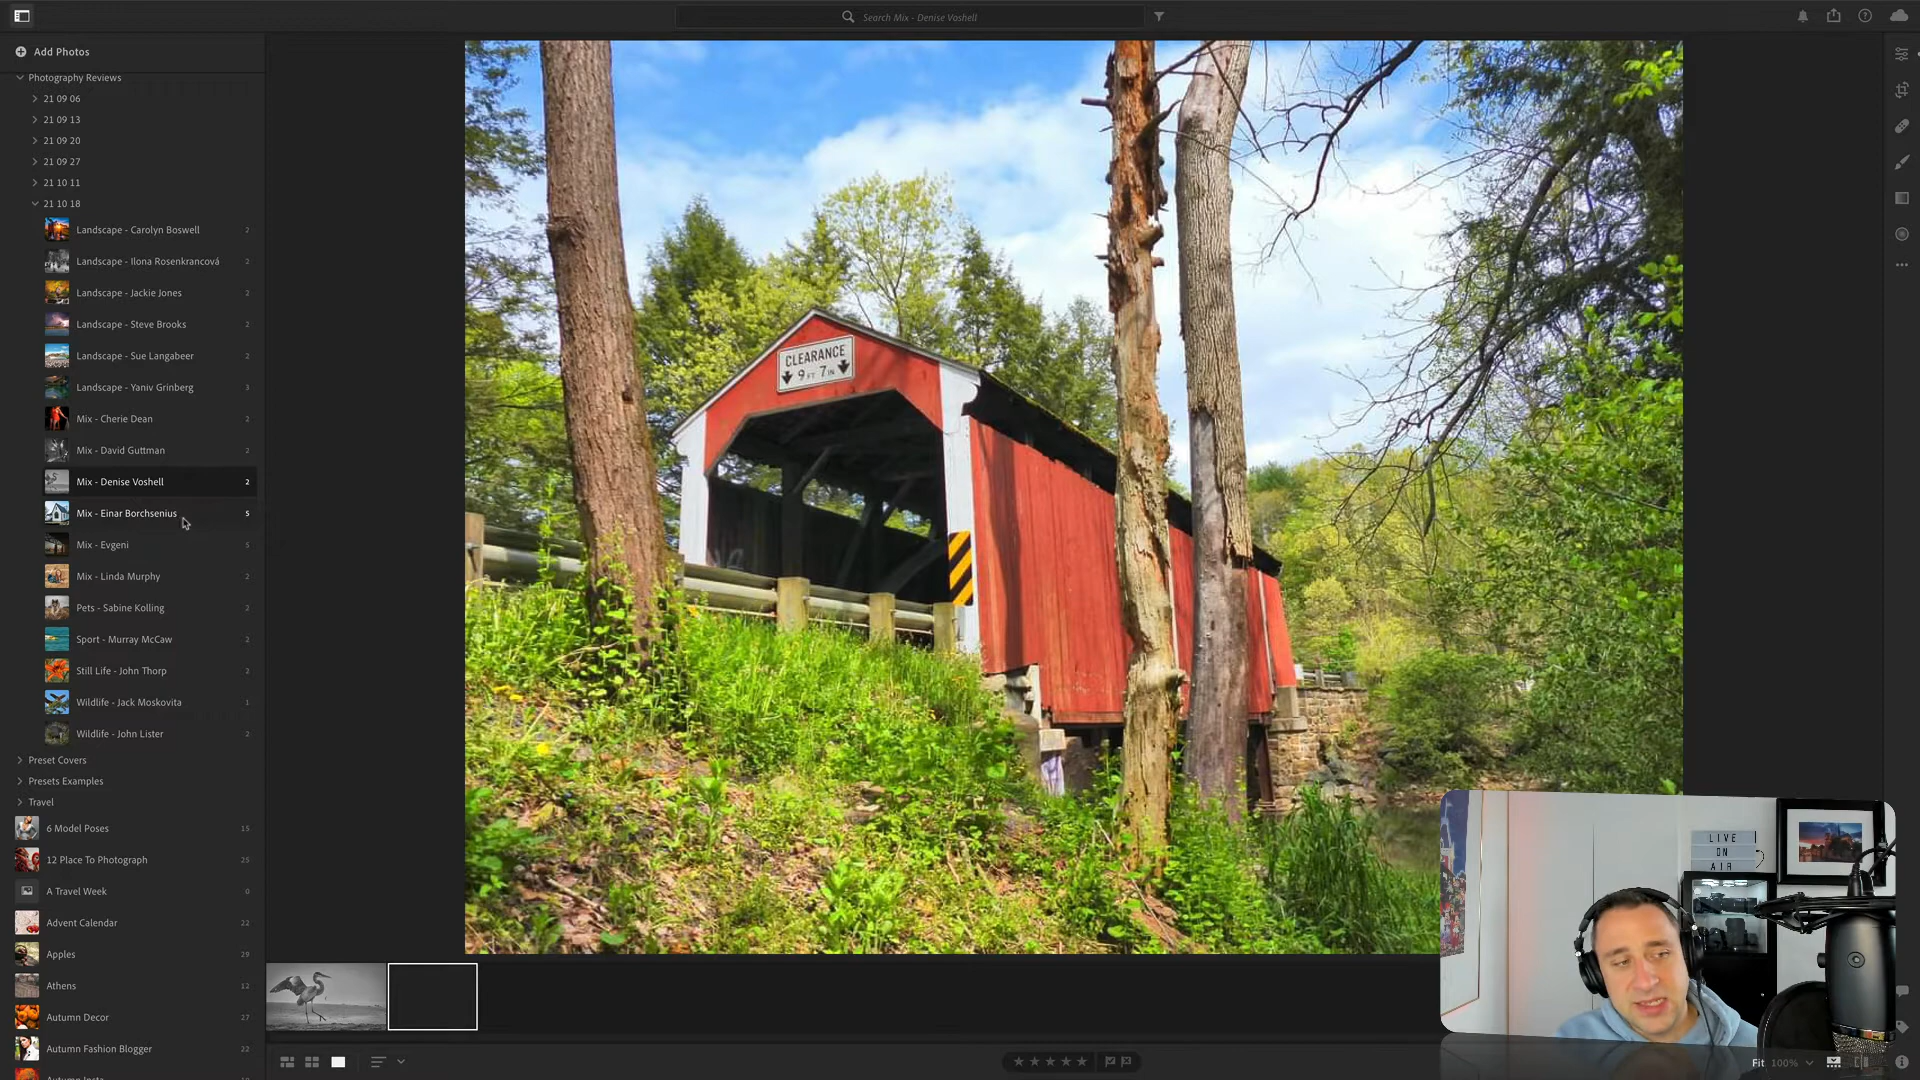 Search Mix - Denise Voshell
Add Photos
Photography Reviews
21 09 06
21 09 13
21 09 20
21 09 27
21 10 11
21 10 18
Landscape - Carolyn Boswell 2
Landscape - Ilona Rosenkrancová 2
Landscape - Jackie Jones 2
Landscape - Steve Brooks 2
Landscape - Sue Langabeer 2
Landscape - Yaniv Grinberg 3
Mix - Cherie Dean 2
Mix - David Guttman 2
Mix - Denise Voshell 2
Mix - Einar Borchsenius 5
Mix - Evgeni 5
Mix - Linda Murphy 2
Pets - Sabine Kolling 2
Sport - Murray McCaw 2
Still Life - John Thorp 2
Wildlife - Jack Moskovita 1
Wildlife - John Lister 2
Preset Covers
Presets Examples
Travel
6 Model Poses 15
12 Place To Photograph 25
A Travel Week 0
Advent Calendar 22
Apples 29
Athens 12
Autumn Decor 27
Autumn Fashion Blogger 22
CLEARANCE
9 FT 7 IN
LIVE
ON
AIR
Fit 100%